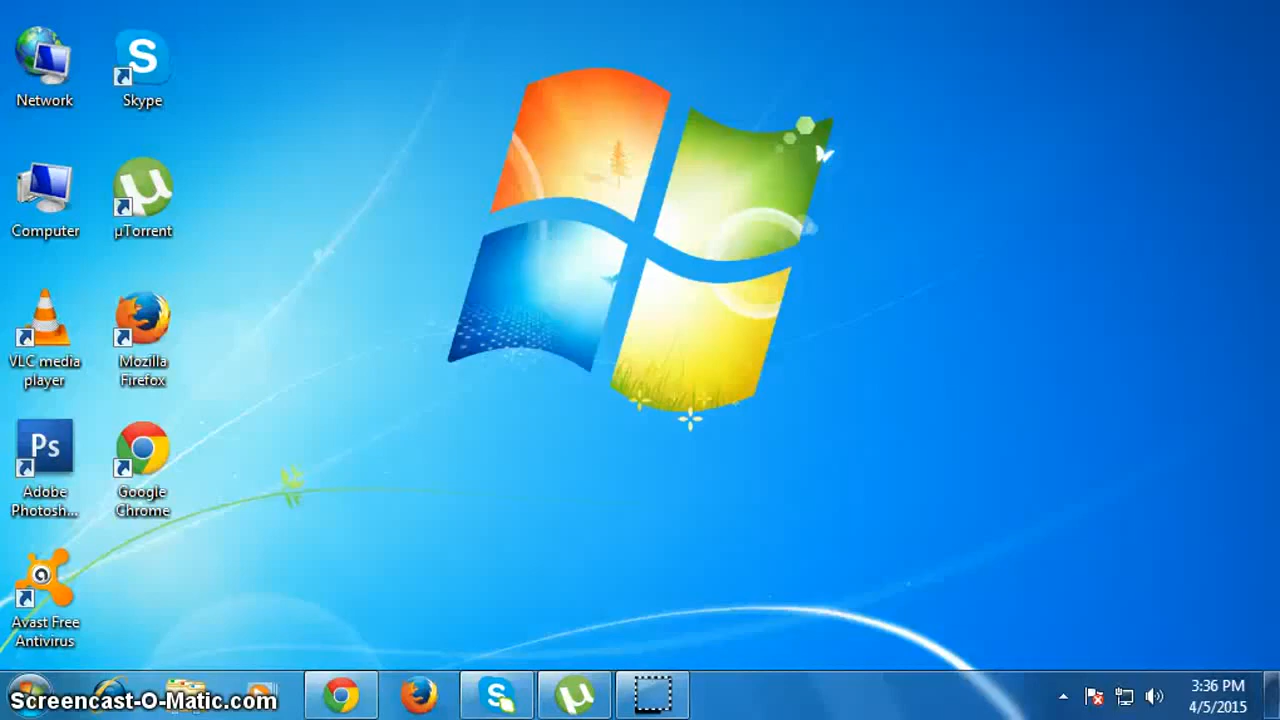 Network
S
Skype
Computer
µ
µTorrent
VLC media
player
Mozilla
Firefox
Ps
Adobe
Photosh...
Google
Chrome
a
Avast Free
Antivirus
Screencast-O-Matic.com
S
µ
3:36 PM
4/5/2015